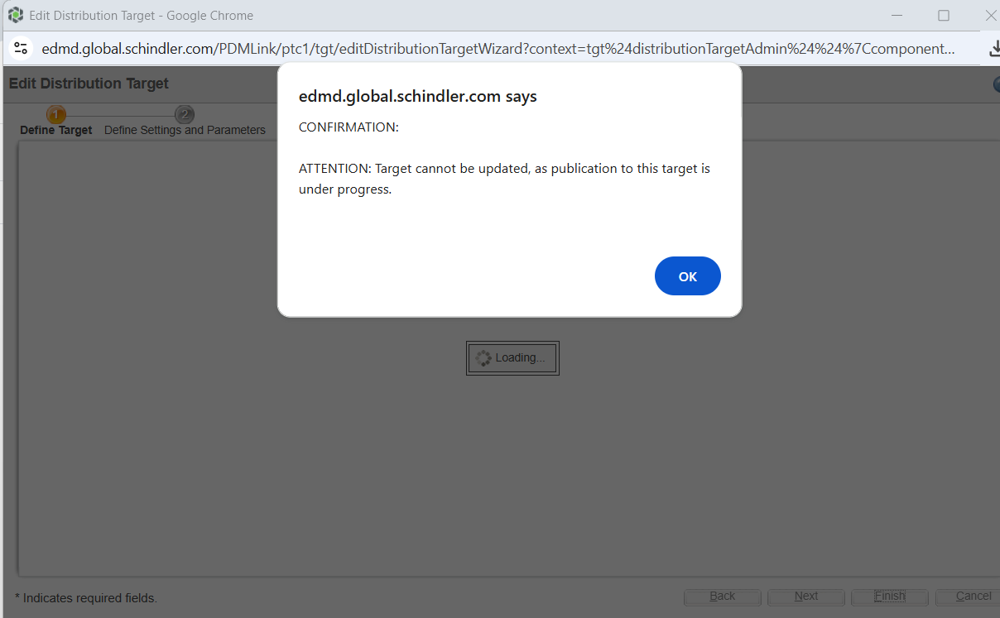 Edit Distribution Target - Google Chrome
edmd.global.schindler.com/PDMLink/ptc1/tgt/editDistributionTargetWizard?context=tgt%24distributionTargetAdmin%24%24%7Ccomponent...
Edit Distribution Target
edmd.global.schindler.com says
CONFIRMATION:
ATTENTION: Target cannot be updated, as publication to this target is
under progress.
OK
1 2
Define Target Define Settings and Parameters
Loading...
* Indicates required fields.
Back Next Finish Cancel